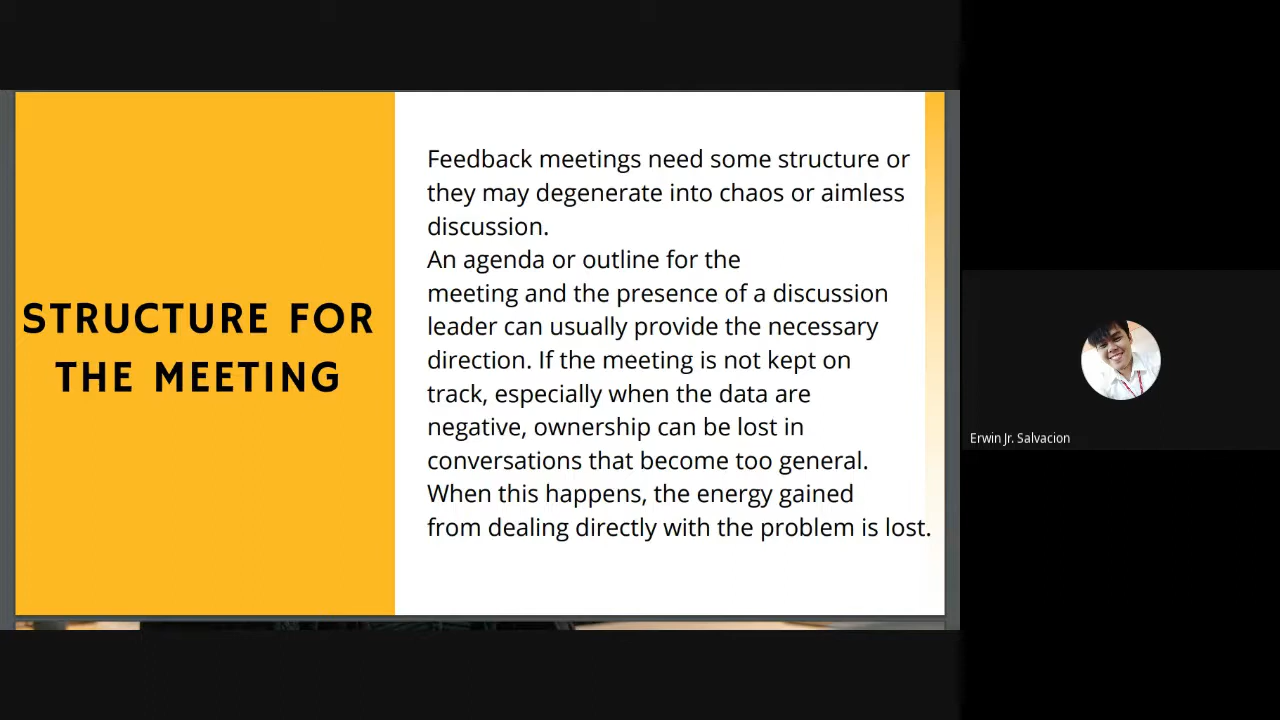 STRUCTURE FOR
THE MEETING
Feedback meetings need some structure or
they may degenerate into chaos or aimless
discussion.
An agenda or outline for the
meeting and the presence of a discussion
leader can usually provide the necessary
direction. If the meeting is not kept on
track, especially when the data are
negative, ownership can be lost in
conversations that become too general.
When this happens, the energy gained
from dealing directly with the problem is lost.
Erwin Jr. Salvacion